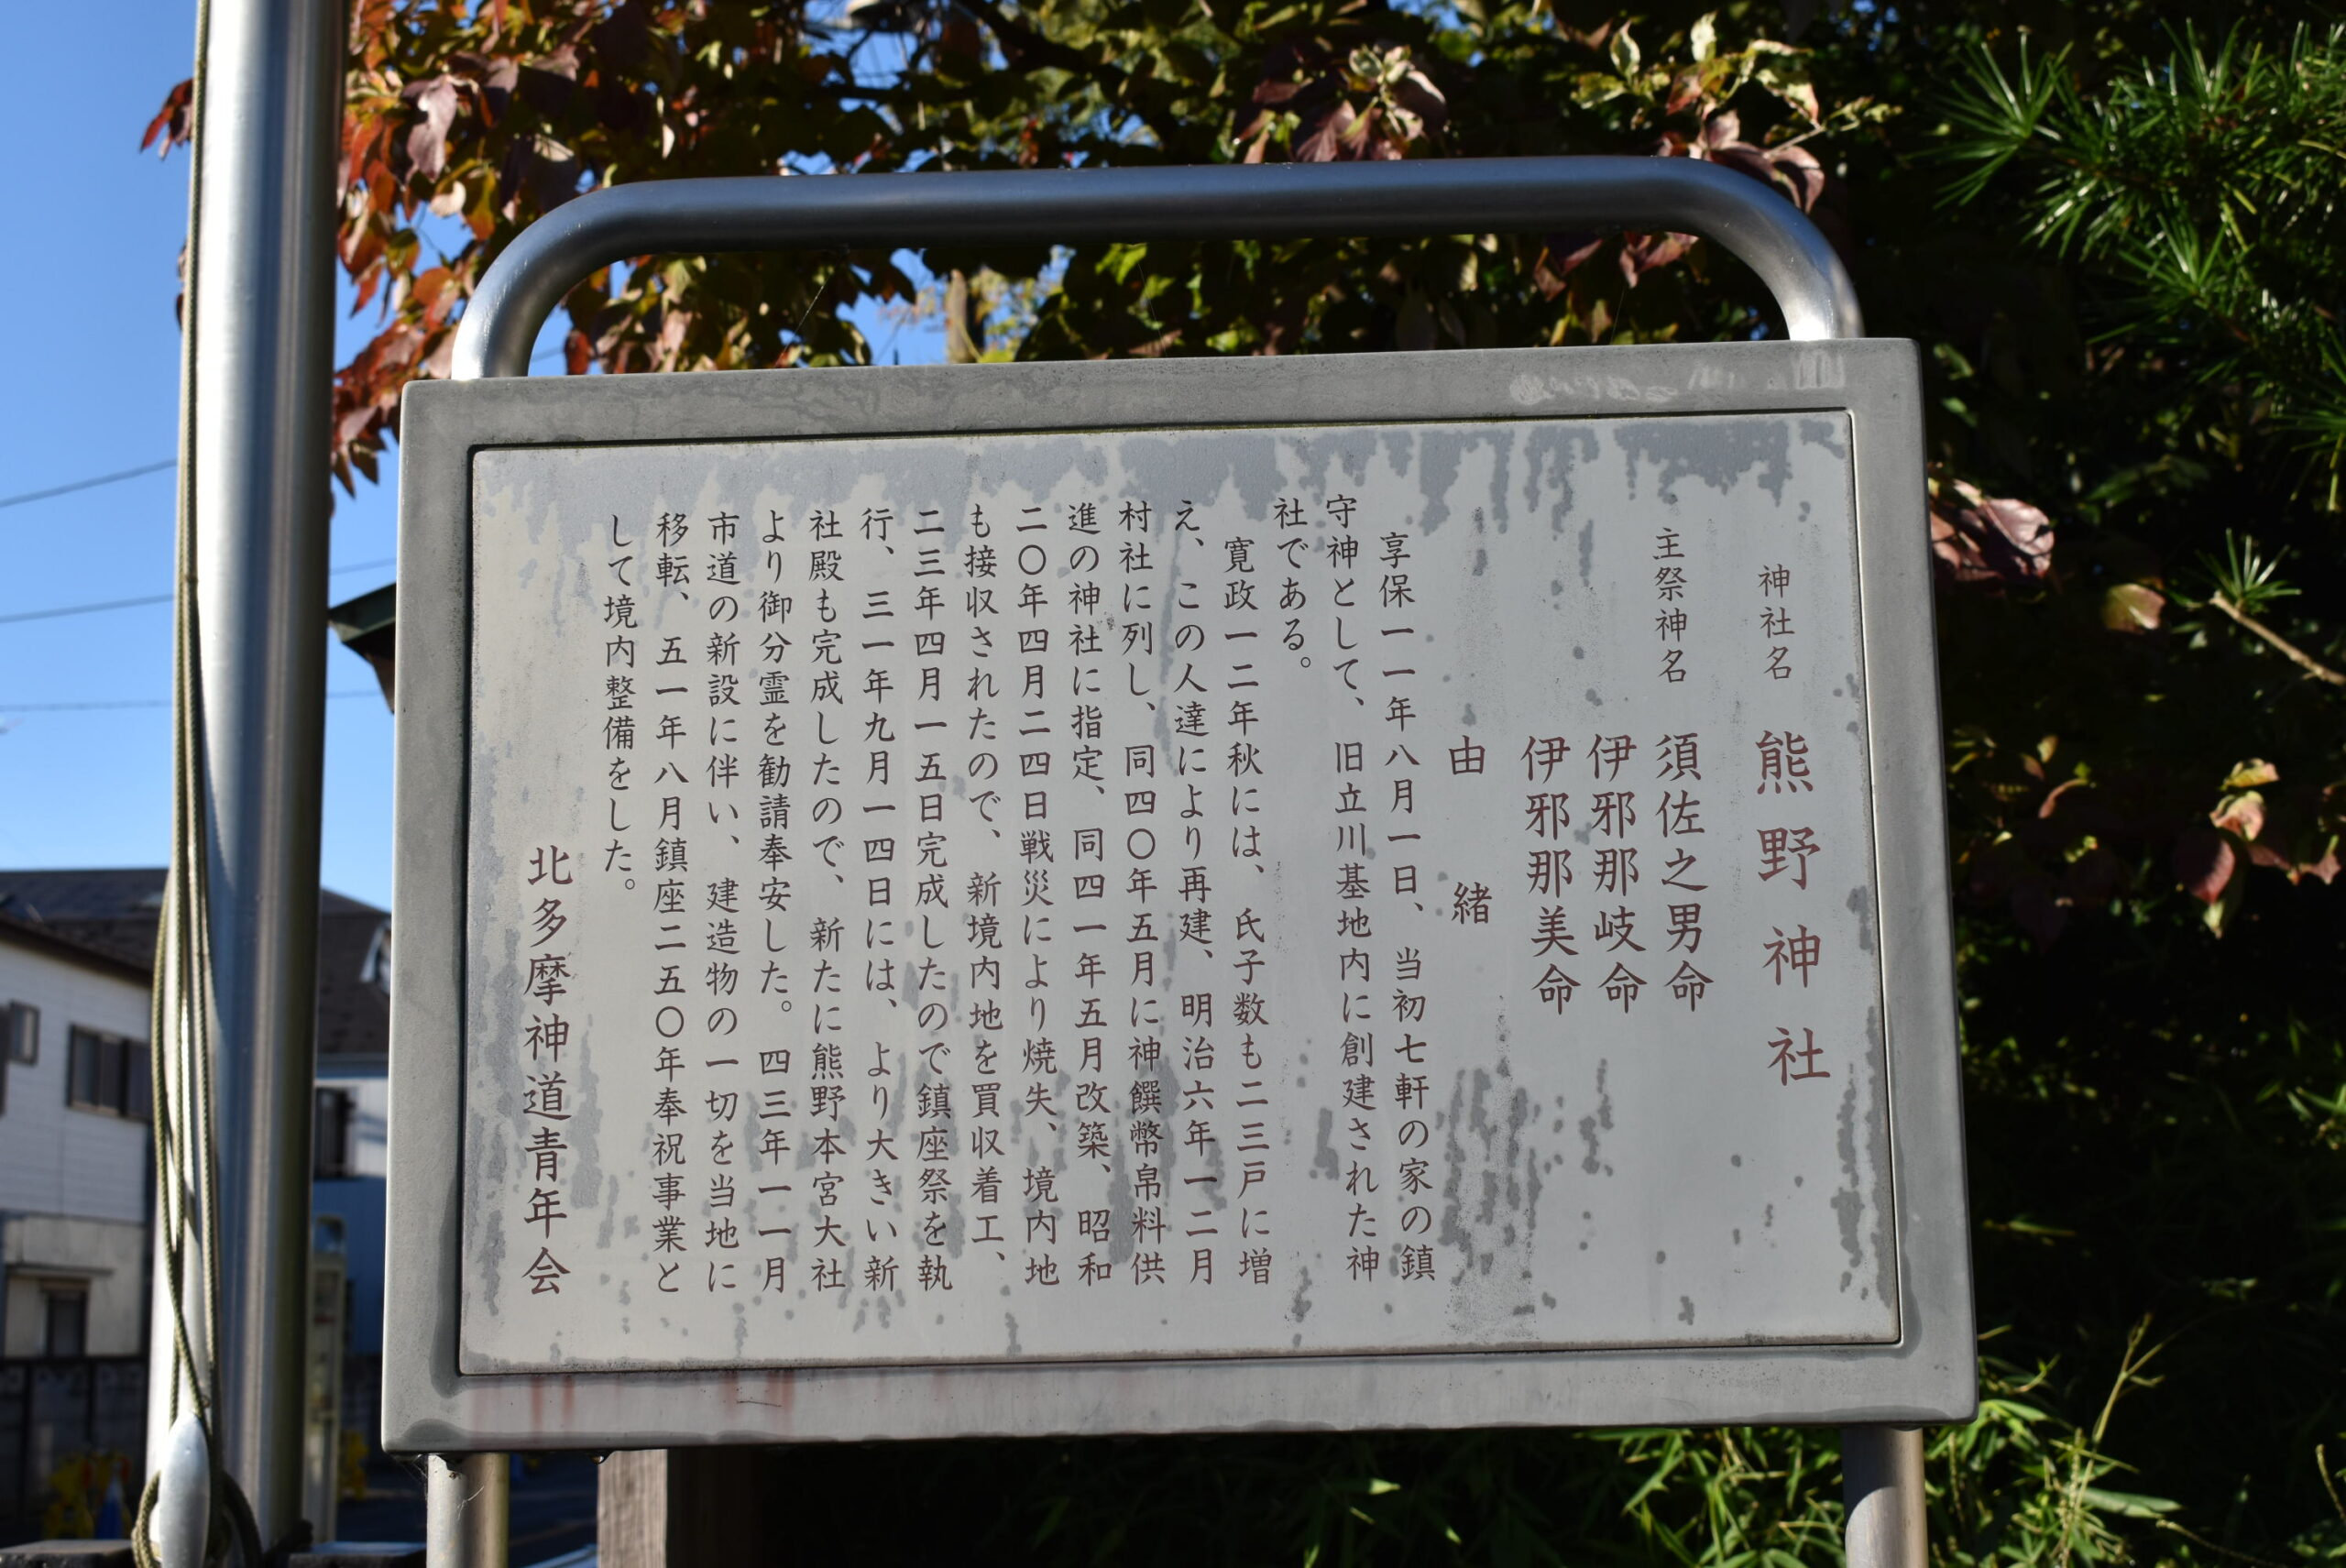 神社名 熊野神社
主祭神名 須佐之男命
伊邪那岐命
伊邪那美命
由緒
享保一一年八月一日、当初七軒の家の鎮
守神として、旧立川基地内に創建された神
社である。
寛政一二年秋には、氏子数も二三戸に増
え、この人達により再建、明治六年一二月
村社に列し、同四〇年五月に神饌幣帛料供
進の神社に指定、同四一年五月改築、昭和
二〇年四月二四日戦災により焼失、境内地
も接収されたので、新境内地を買収着工、
二三年四月一五日完成したので鎮座祭を執
行、三一年九月一四日には、より大きい新
社殿も完成したので、新たに熊野本宮大社
より御分霊を勧請奉安した。四三年一一月
市道の新設に伴い、建造物の一切を当地に
移転、五一年八月鎮座二五〇年奉祝事業と
して境内整備をした。
北多摩神道青年会